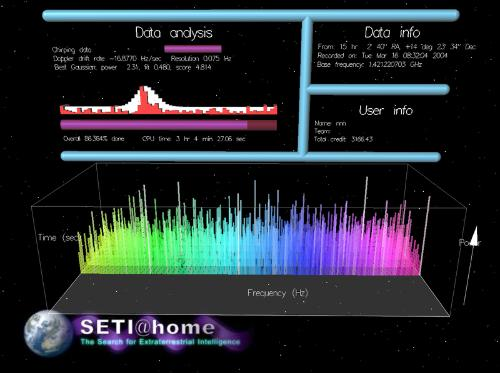 Data analysis
Chirping data
Doppler drift rate -16.8770 Hz/sec Resolution 0.075 Hz
Best Gaussian: power 2.31, fit 0.480, score 4.814
Overall 86.364% done CPU time: 3 hr 4 min 27.06 sec
Data info
From: 15 hr 2' 40" RA, +14 deg 23' 34" Dec
Recorded on: Tue Mar 16 08:32:04 2004
Base frequency: 1.421220703 GHz
User info
Name: nnn
Team:
Total credit: 3166.43
Time (sec)
Power
Frequency (Hz)
SETI@home
The Search for Extraterrestrial Intelligence